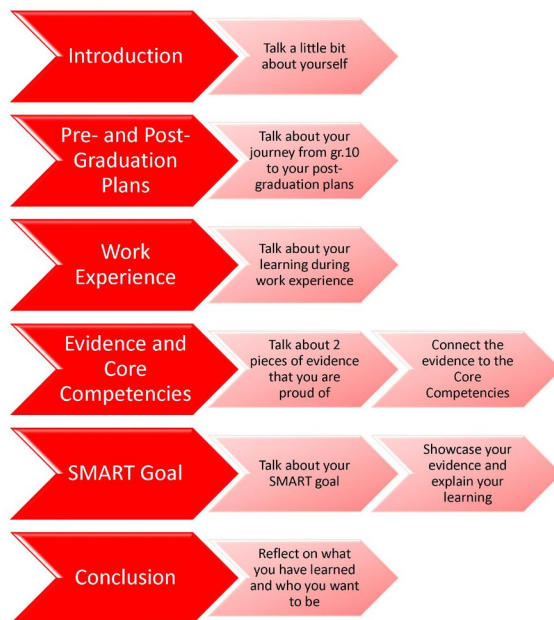 Introduction
Talk a little bit
about yourself
Pre- and Post-
Graduation
Plans
Talk about your
journey from gr.10
to your post-
graduation plans
Work
Experience
Talk about your
learning during
work experience
Evidence and
Core
Competencies
Talk about 2
pieces of evidence
that you are
proud of
Connect the
evidence to the
Core
Competencies
SMART Goal
Talk about your
SMART goal
Showcase your
evidence and
explain your
learning
Conclusion
Reflect on what
you have learned
and who you want
to be